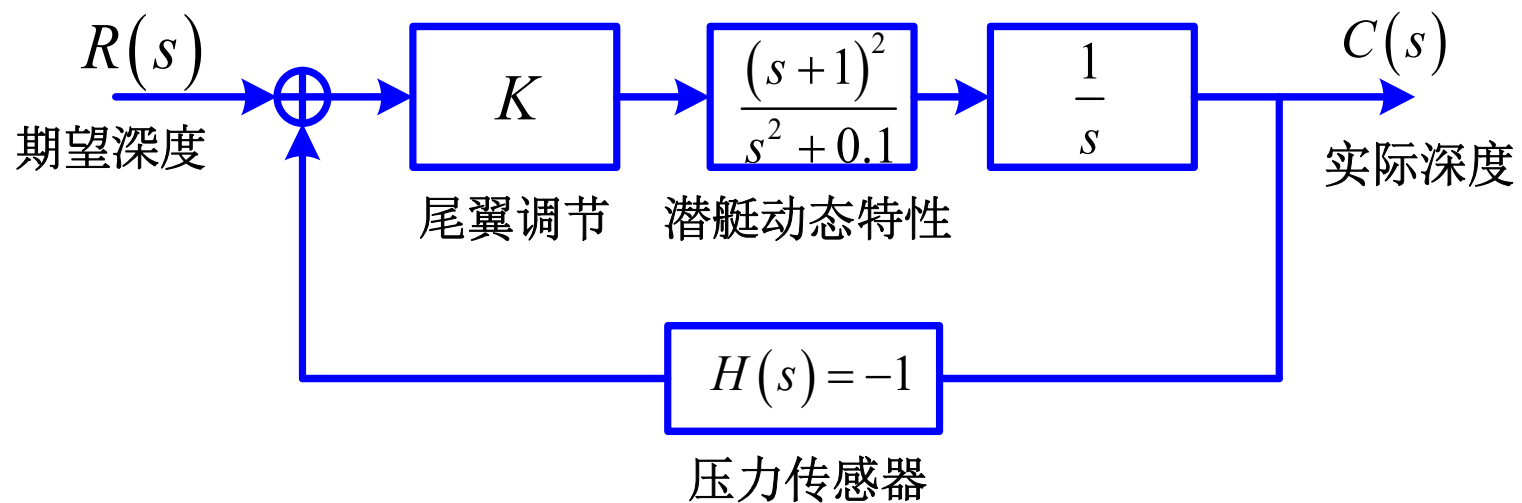 R(s)
期望深度
K
尾翼调节
(s+1)²
s²+0.1
潜艇动态特性
1
s
C(s)
实际深度
H(s)=-1
压力传感器